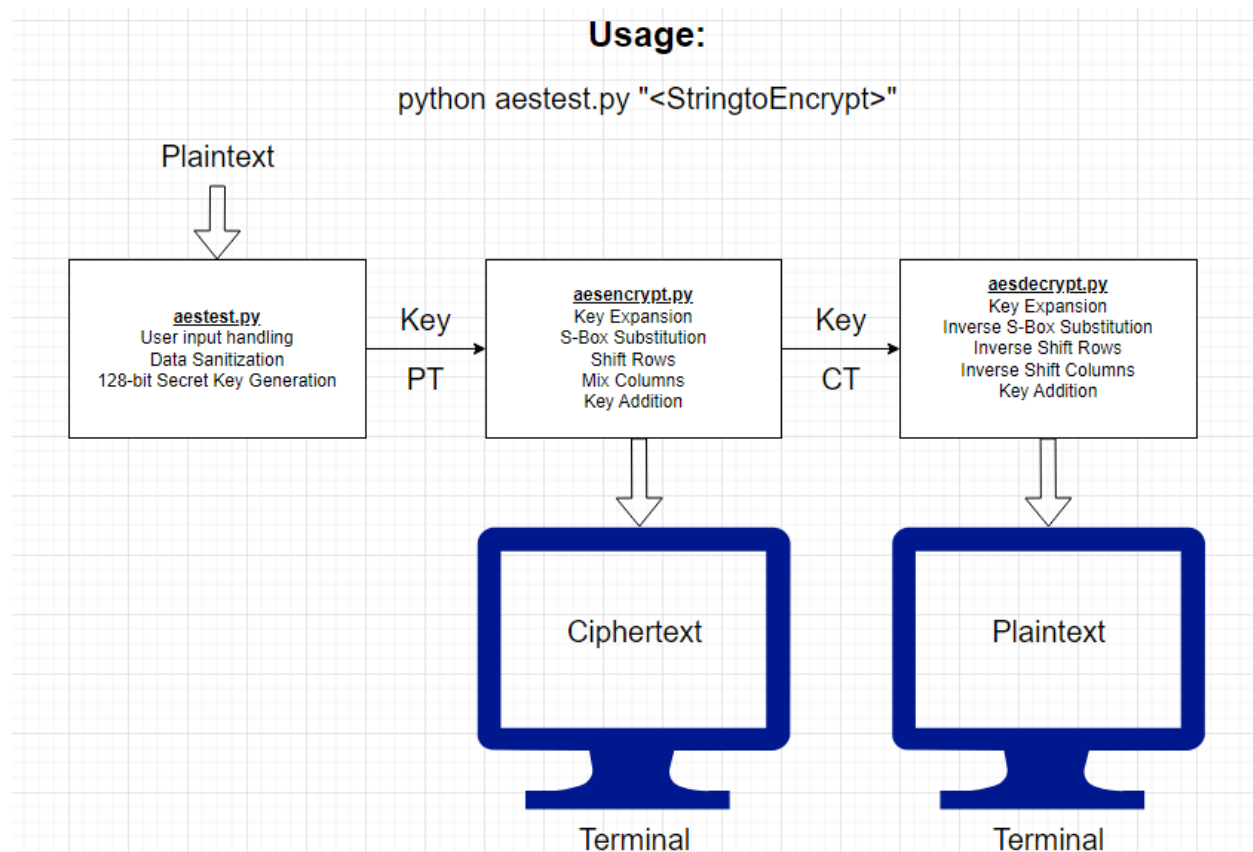 Usage:
python aestest.py "<StringtoEncrypt>"
Plaintext
aestest.py
User input handling
Data Sanitization
128-bit Secret Key Generation
Key
PT
aesencrypt.py
Key Expansion
S-Box Substitution
Shift Rows
Mix Columns
Key Addition
Key
CT
aesdecrypt.py
Key Expansion
Inverse S-Box Substitution
Inverse Shift Rows
Inverse Shift Columns
Key Addition
Ciphertext
Plaintext
Terminal
Terminal